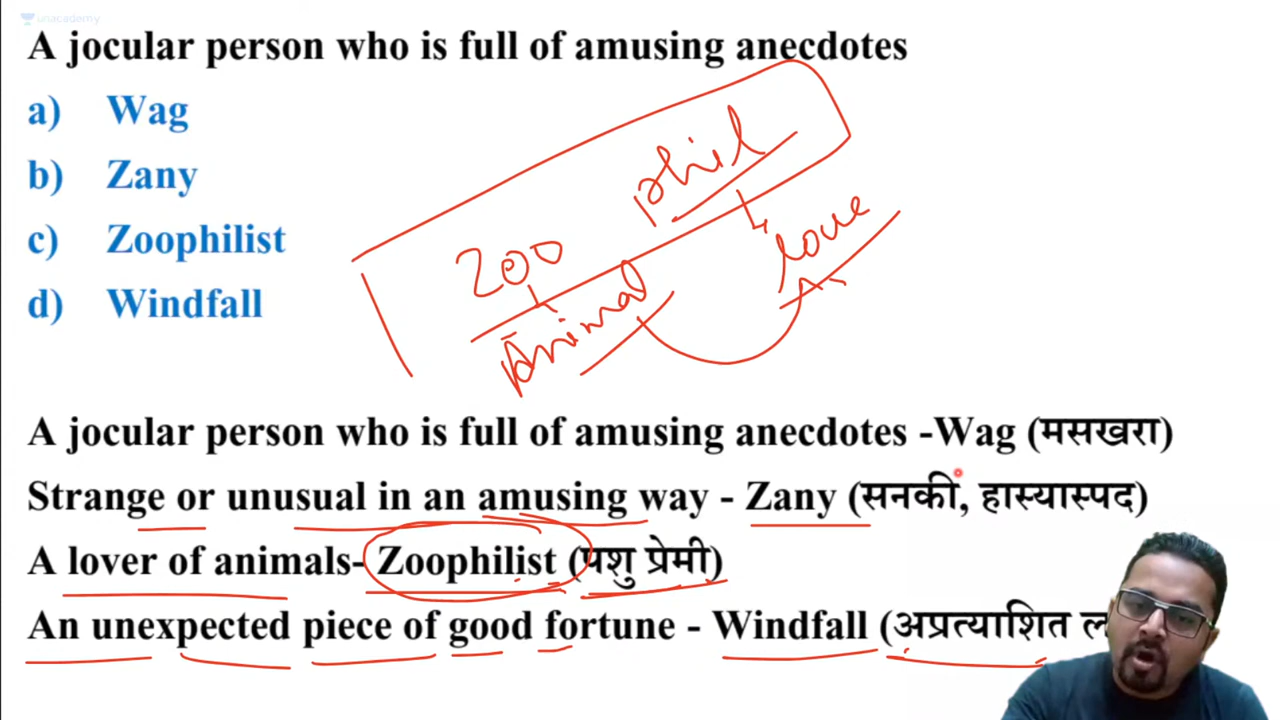 unacademy
A jocular person who is full of amusing anecdotes
a) Wag
b) Zany
c) Zoophilist
d) Windfall
phil
love
Zoo
Animal
A jocular person who is full of amusing anecdotes -Wag (मसखरा)
Strange or unusual in an amusing way - Zany (सनकी, हास्यास्पद)
A lover of animals- Zoophilist (पशु प्रेमी)
An unexpected piece of good fortune - Windfall (अप्रत्याशित